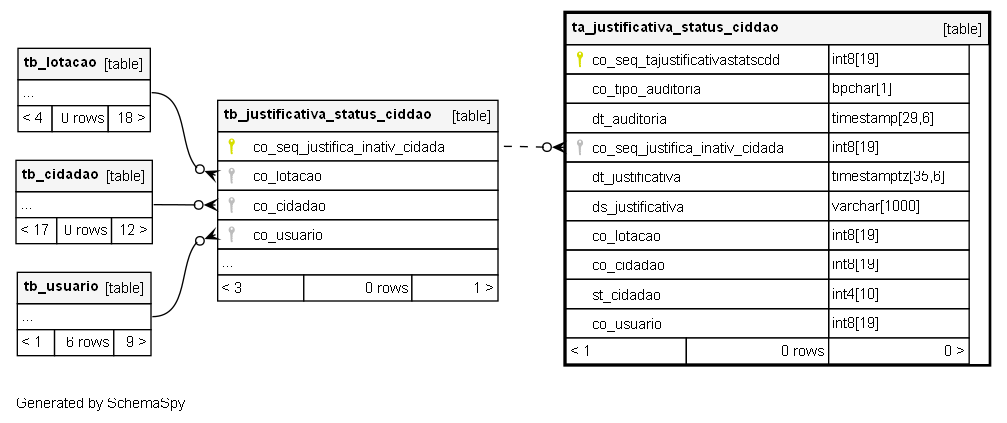 tb_lotacao [table]
...
< 4 0 rows 18 >
tb_cidadao [table]
...
< 17 0 rows 12 >
tb_usuario [table]
...
< 1 6 rows 9 >
tb_justificativa_status_ciddao [table]
co_seq_justifica_inativ_cidada
co_lotacao
co_cidadao
co_usuario
...
< 3 0 rows 1 >
ta_justificativa_status_ciddao [table]
co_seq_tajustificativastatscdd int8[19]
co_tipo_auditoria bpchar[1]
dt_auditoria timestamp[29,6]
co_seq_justifica_inativ_cidada int8[19]
dt_justificativa timestamptz[35,6]
ds_justificativa varchar[1000]
co_lotacao int8[19]
co_cidadao int8[19]
st_cidadao int4[10]
co_usuario int8[19]
< 1 0 rows 0 >
Generated by SchemaSpy